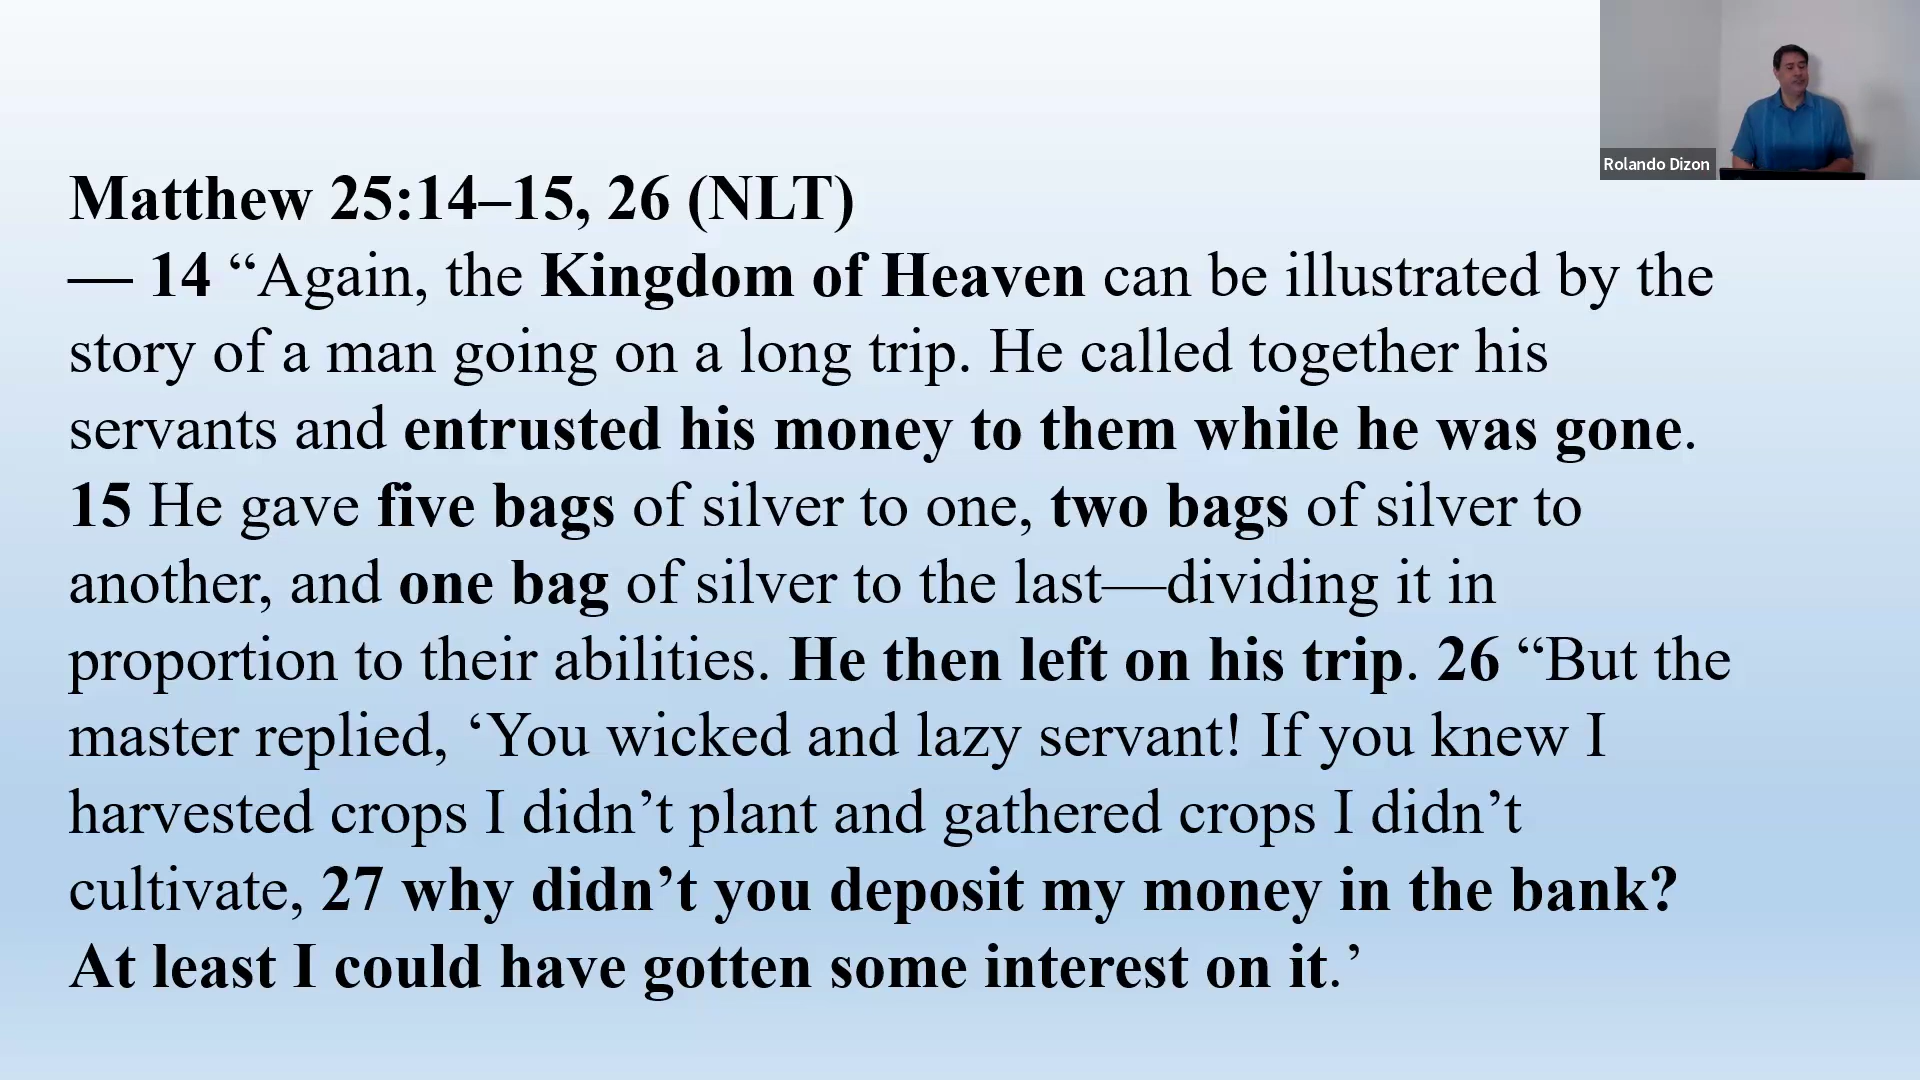 Rolando Dizon
Matthew 25:14–15, 26 (NLT)
— 14 “Again, the Kingdom of Heaven can be illustrated by the
story of a man going on a long trip. He called together his
servants and entrusted his money to them while he was gone.
15 He gave five bags of silver to one, two bags of silver to
another, and one bag of silver to the last—dividing it in
proportion to their abilities. He then left on his trip. 26 “But the
master replied, ‘You wicked and lazy servant! If you knew I
harvested crops I didn’t plant and gathered crops I didn’t
cultivate, 27 why didn’t you deposit my money in the bank?
At least I could have gotten some interest on it.’